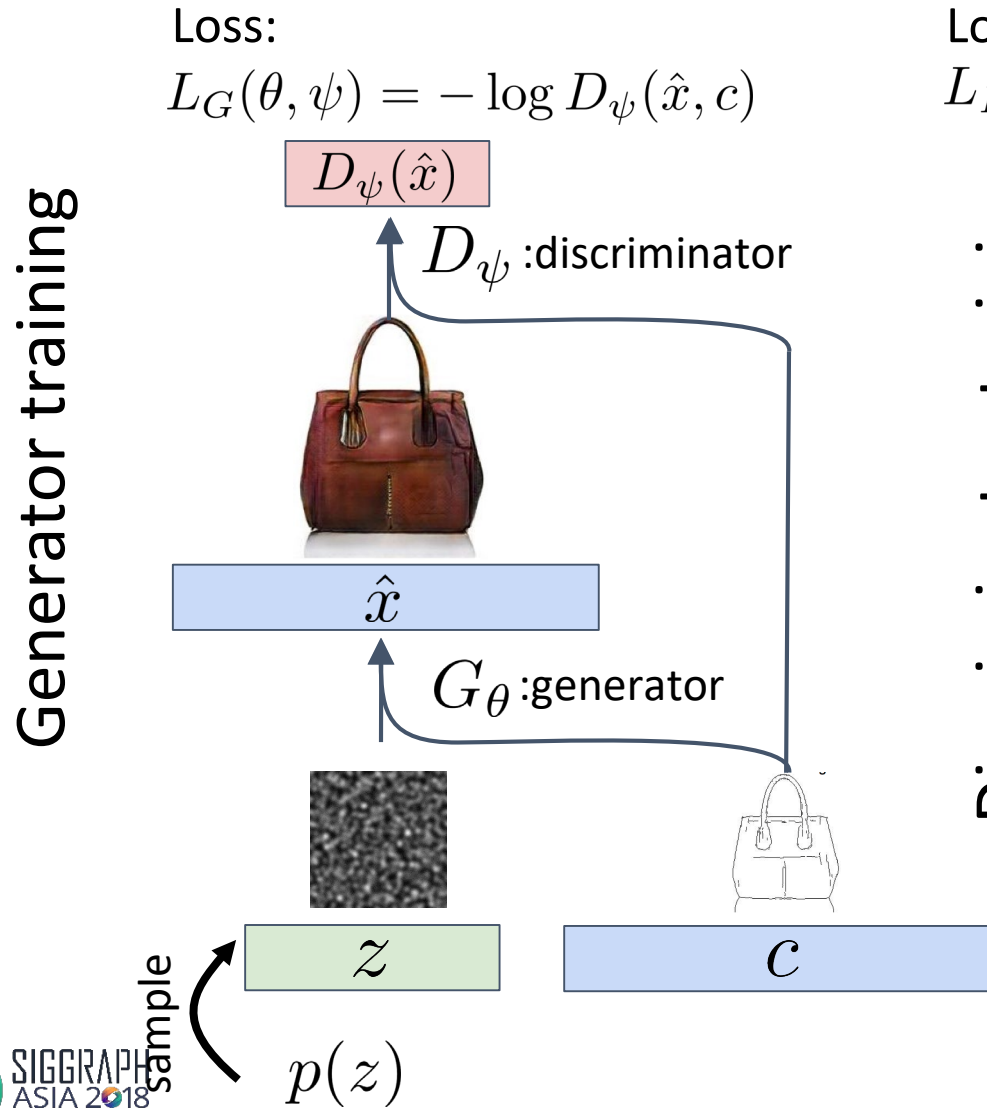 Loss:
L_G(θ, ψ) = − log D_ψ(x̂, c)
D_ψ(x̂)
D_ψ :discriminator
Generator training
x̂
G_θ :generator
z
c
sample
p(z)
SIGGRAPH
ASIA 2018